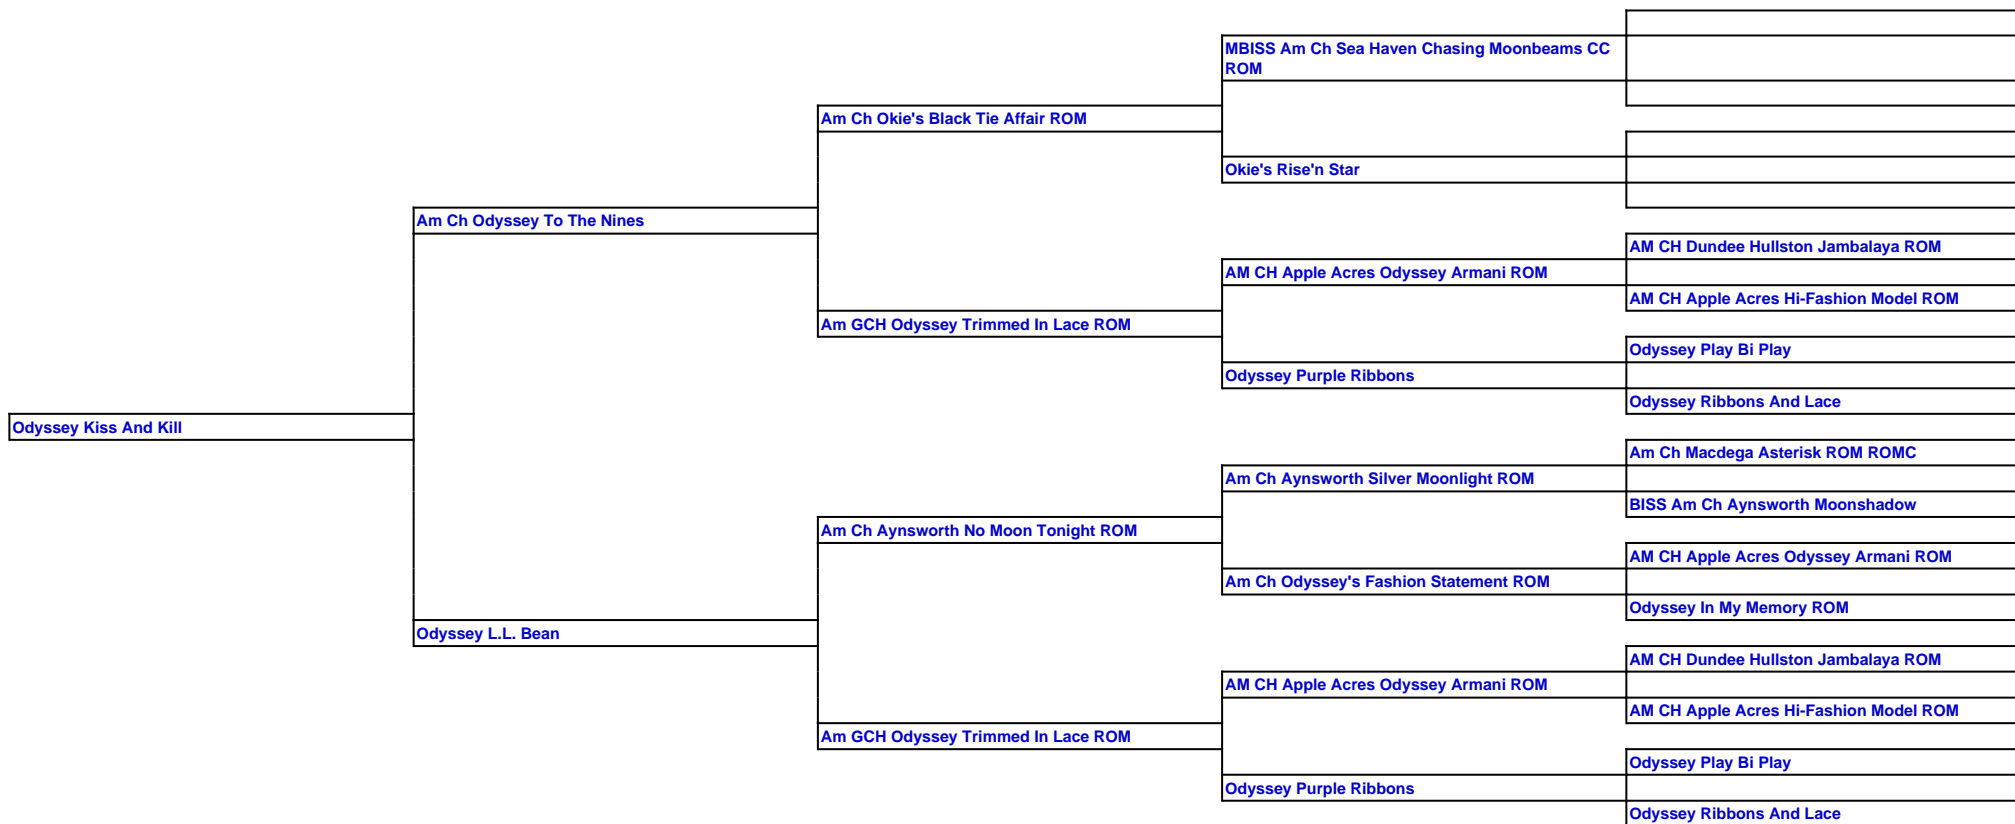 MBISS Am Ch Sea Haven Chasing Moonbeams CC
ROM
Am Ch Okie's Black Tie Affair ROM
Okie's Rise'n Star
Am Ch Odyssey To The Nines
AM CH Dundee Hullston Jambalaya ROM
AM CH Apple Acres Odyssey Armani ROM
AM CH Apple Acres Hi-Fashion Model ROM
Am GCH Odyssey Trimmed In Lace ROM
Odyssey Play Bi Play
Odyssey Purple Ribbons
Odyssey Ribbons And Lace
Odyssey Kiss And Kill
Am Ch Macdega Asterisk ROM ROMC
Am Ch Aynsworth Silver Moonlight ROM
BISS Am Ch Aynsworth Moonshadow
Am Ch Aynsworth No Moon Tonight ROM
AM CH Apple Acres Odyssey Armani ROM
Am Ch Odyssey's Fashion Statement ROM
Odyssey In My Memory ROM
Odyssey L.L. Bean
AM CH Dundee Hullston Jambalaya ROM
AM CH Apple Acres Odyssey Armani ROM
AM CH Apple Acres Hi-Fashion Model ROM
Am GCH Odyssey Trimmed In Lace ROM
Odyssey Play Bi Play
Odyssey Purple Ribbons
Odyssey Ribbons And Lace